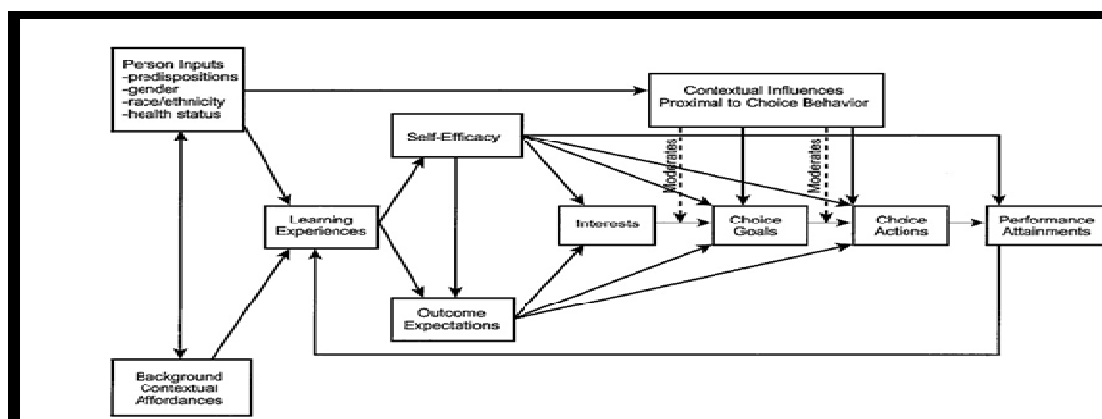 Person Inputs
-predispositions
-gender
-race/ethnicity
-health status
Contextual Influences
Proximal to Choice Behavior
Self-Efficacy
Moderates
Moderates
Learning
Experiences
Interests
Choice
Goals
Choice
Actions
Performance
Attainments
Outcome
Expectations
Background
Contextual
Affordances